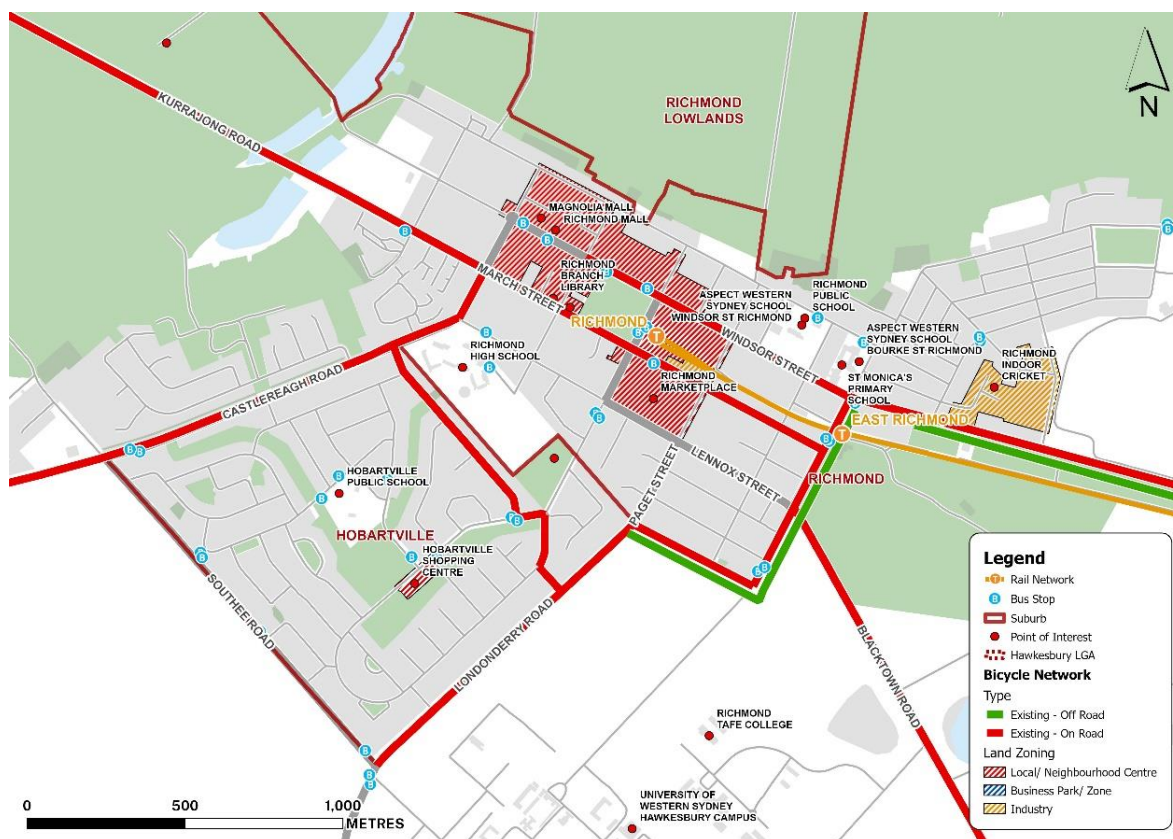 RICHMOND
LOWLANDS
N
KURRAJONG ROAD
MAGNOLIA MALL
RICHMOND MALL
RICHMOND
BRANCH
LIBRARY
MARCH STREET
RICHMOND
T
ASPECT WESTERN
SYDNEY SCHOOL
WINDSOR ST RICHMOND
RICHMOND
PUBLIC
SCHOOL
WINDSOR STREET
ASPECT WESTERN
SYDNEY SCHOOL
BOURKE ST RICHMOND
RICHMOND
INDOOR
CRICKET
ST MONICA'S
PRIMARY
SCHOOL
RICHMOND
HIGH SCHOOL
RICHMOND
MARKETPLACE
EAST RICHMOND
T
CASTLEREAGH ROAD
LENNOX STREET
RICHMOND
PAGET STREET
HOBARTVILLE
PUBLIC SCHOOL
HOBARTVILLE
HOBARTVILLE
SHOPPING
CENTRE
SOUTHEE ROAD
LONDONDERRY ROAD
BLACKTOWN ROAD
RICHMOND
TAFE COLLEGE
UNIVERSITY OF
WESTERN SYDNEY
HAWKESBURY CAMPUS
0 500 1,000
METRES
Legend
T Rail Network
B Bus Stop
Suburb
Point of Interest
Hawkesbury LGA
Bicycle Network
Type
Existing - Off Road
Existing - On Road
Land Zoning
Local/ Neighbourhood Centre
Business Park/ Zone
Industry